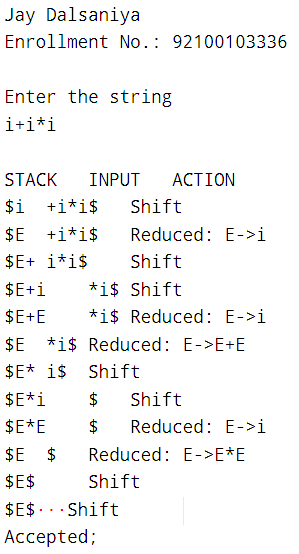 Jay Dalsaniya
Enrollment No.: 92100103336
Enter the string
i+i*i
STACK INPUT ACTION
$i +i*i$ Shift
$E +i*i$ Reduced: E->i
$E+ i*i$ Shift
$E+i *i$ Shift
$E+E *i$ Reduced: E->i
$E *i$ Reduced: E->E+E
$E* i$ Shift
$E*i $ Shift
$E*E $ Reduced: E->i
$E $ Reduced: E->E*E
$E$ Shift
$E$···Shift
Accepted;